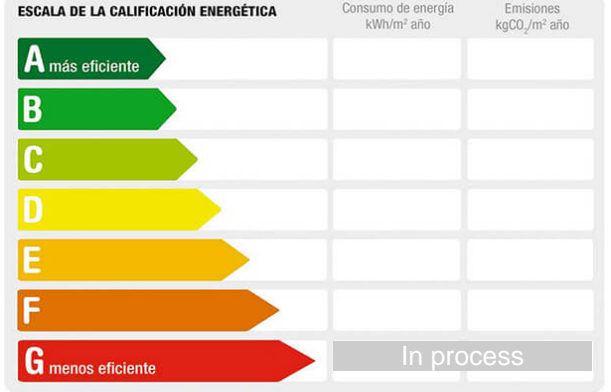 ESCALA DE LA CALIFICACIÓN ENERGÉTICA
Consumo de energía
kWh/m² año
Emisiones
kgCO₂/m² año
A más eficiente
B
C
D
E
F
G menos eficiente
In process